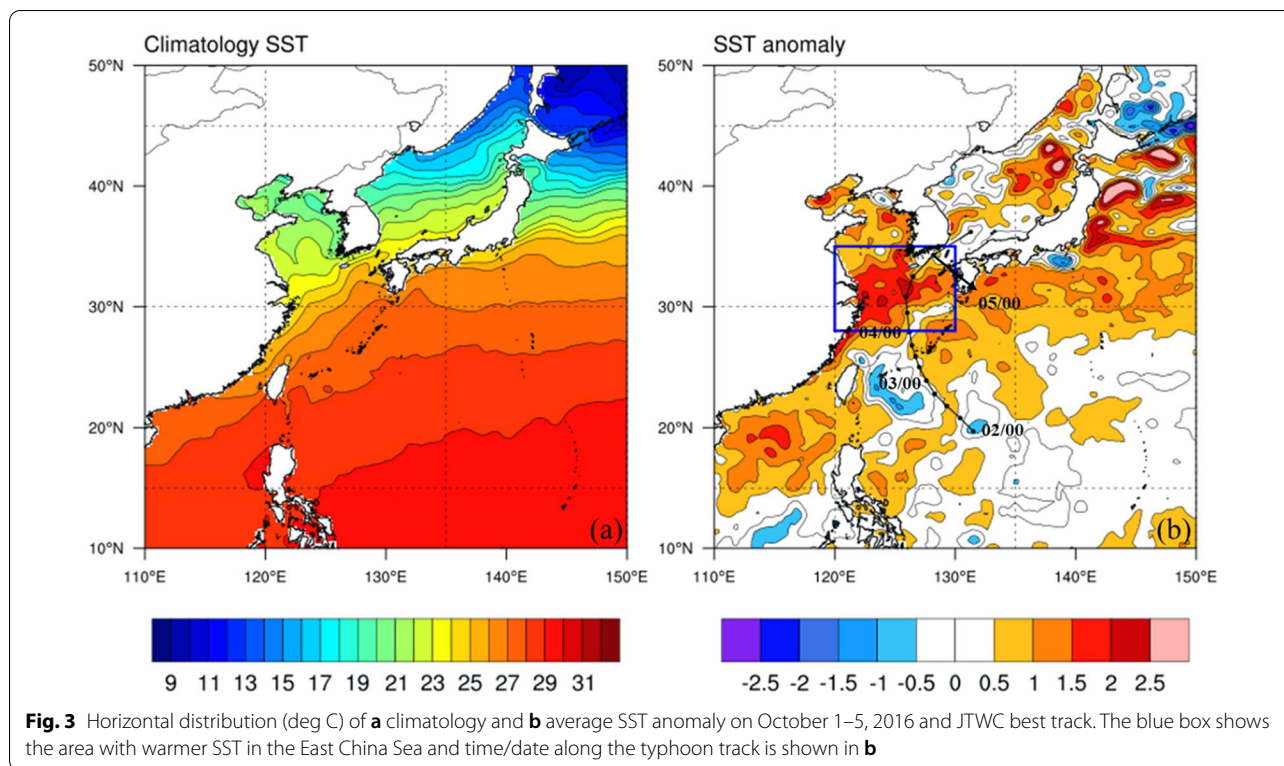 Climatology SST
SST anomaly
50°N
40°N
30°N
20°N
10°N
110°E 120°E 130°E 140°E 150°E
(a)
50°N
40°N
30°N
20°N
10°N
05/00
04/00
03/00
02/00
(b)
110°E 120°E 130°E 140°E 150°E
9 11 13 15 17 19 21 23 25 27 29 31
-2.5 -2 -1.5 -1 -0.5 0 0.5 1 1.5 2 2.5
Fig. 3 Horizontal distribution (deg C) of a climatology and b average SST anomaly on October 1–5, 2016 and JTWC best track. The blue box shows
the area with warmer SST in the East China Sea and time/date along the typhoon track is shown in b